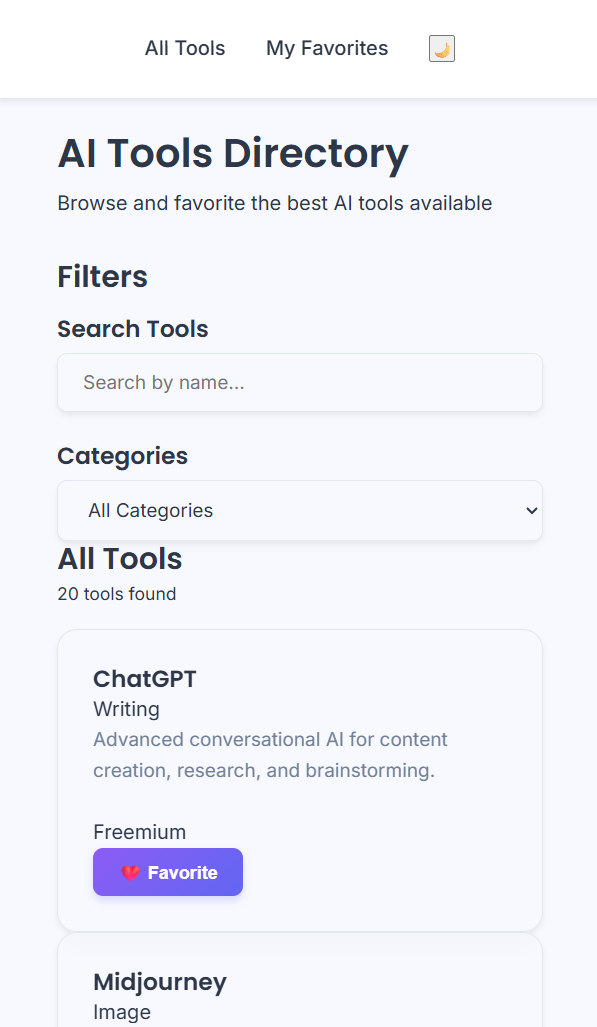 All Tools My Favorites 🌙
AI Tools Directory
Browse and favorite the best AI tools available
Filters
Search Tools
Search by name...
Categories
All Categories
All Tools
20 tools found
ChatGPT
Writing
Advanced conversational AI for content
creation, research, and brainstorming.
Freemium
💔 Favorite
Midjourney
Image